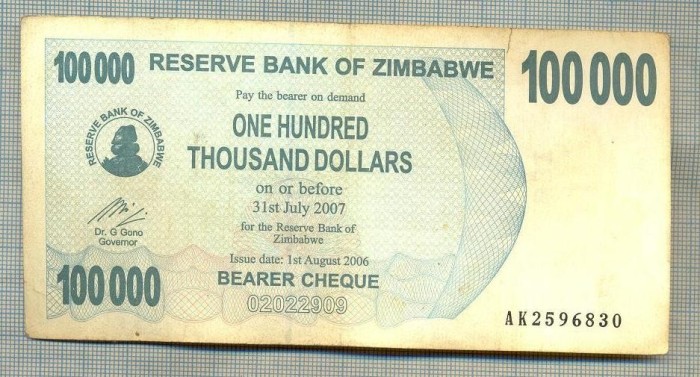 100 000 RESERVE BANK OF ZIMBABWE 100 000
Pay the bearer on demand
ONE HUNDRED
THOUSAND DOLLARS
RESERVE BANK OF ZIMBABWE
on or before
31st July 2007
for the Reserve Bank of
Zimbabwe
Dr. G Gono
Governor
Issue date: 1st August 2006
100 000 BEARER CHEQUE
02022909
AK2596830